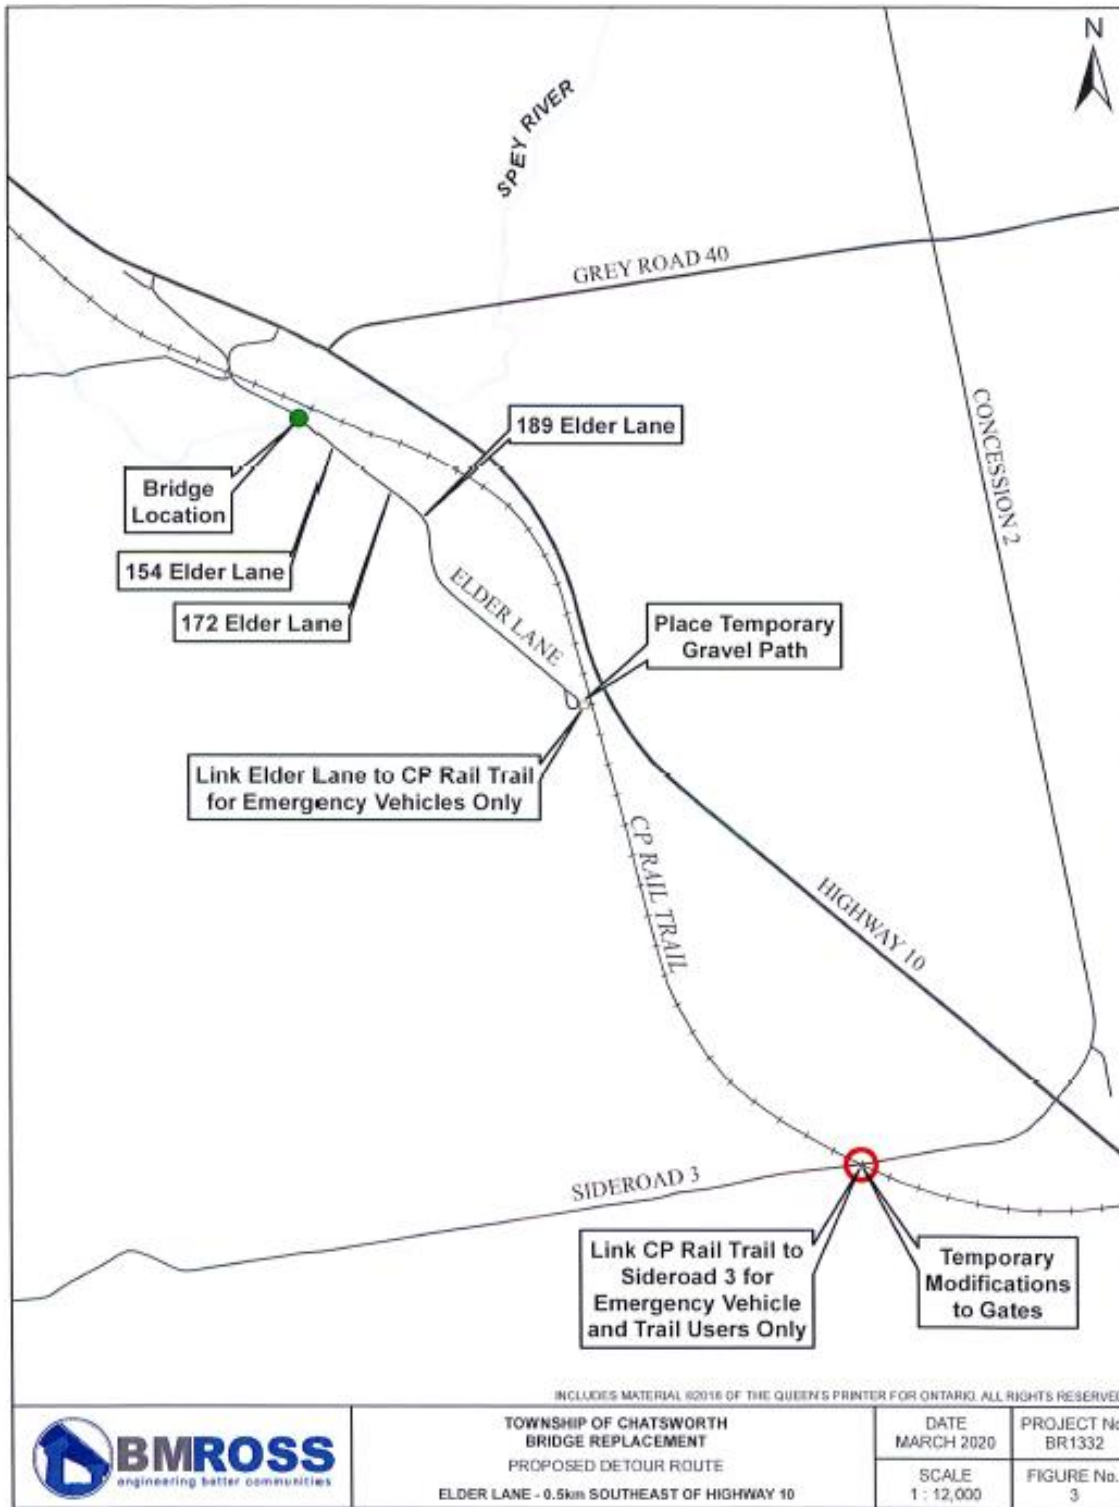 N
SPEY RIVER
GREY ROAD 40
CONCESSION 2
189 Elder Lane
Bridge
Location
154 Elder Lane
172 Elder Lane
ELDER LANE
Place Temporary
Gravel Path
Link Elder Lane to CP Rail Trail
for Emergency Vehicles Only
CP RAIL TRAIL
HIGHWAY 10
SIDEROAD 3
Link CP Rail Trail to
Sideroad 3 for
Emergency Vehicle
and Trail Users Only
Temporary
Modifications
to Gates
INCLUDES MATERIAL ©2018 OF THE QUEEN'S PRINTER FOR ONTARIO. ALL RIGHTS RESERVED
BMROSS
engineering better communities
TOWNSHIP OF CHATSWORTH
BRIDGE REPLACEMENT
PROPOSED DETOUR ROUTE
ELDER LANE - 0.5km SOUTHEAST OF HIGHWAY 10
DATE
MARCH 2020
PROJECT No.
BR1332
SCALE
1 : 12,000
FIGURE No.
3